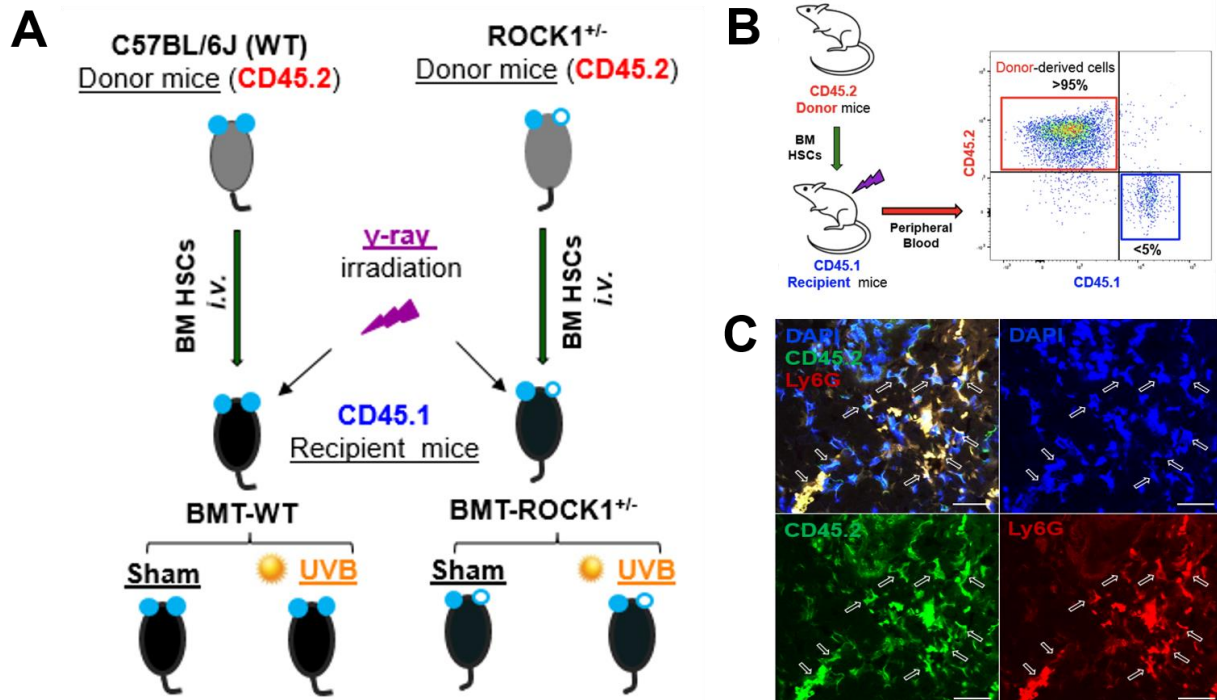 A
C57BL/6J (WT)
Donor mice (CD45.2)
ROCK1+/-
Donor mice (CD45.2)
BM HSCs
i.v.
γ-ray
irradiation
BM HSCs
i.v.
CD45.1
Recipient mice
BMT-WT
BMT-ROCK1+/-
Sham
UVB
Sham
UVB
B
CD45.2
Donor mice
BM
HSCs
CD45.1
Recipient mice
Peripheral
Blood
Donor-derived cells
>95%
CD45.2
<5%
CD45.1
C
DAPI
CD45.2
Ly6G
DAPI
CD45.2
Ly6G